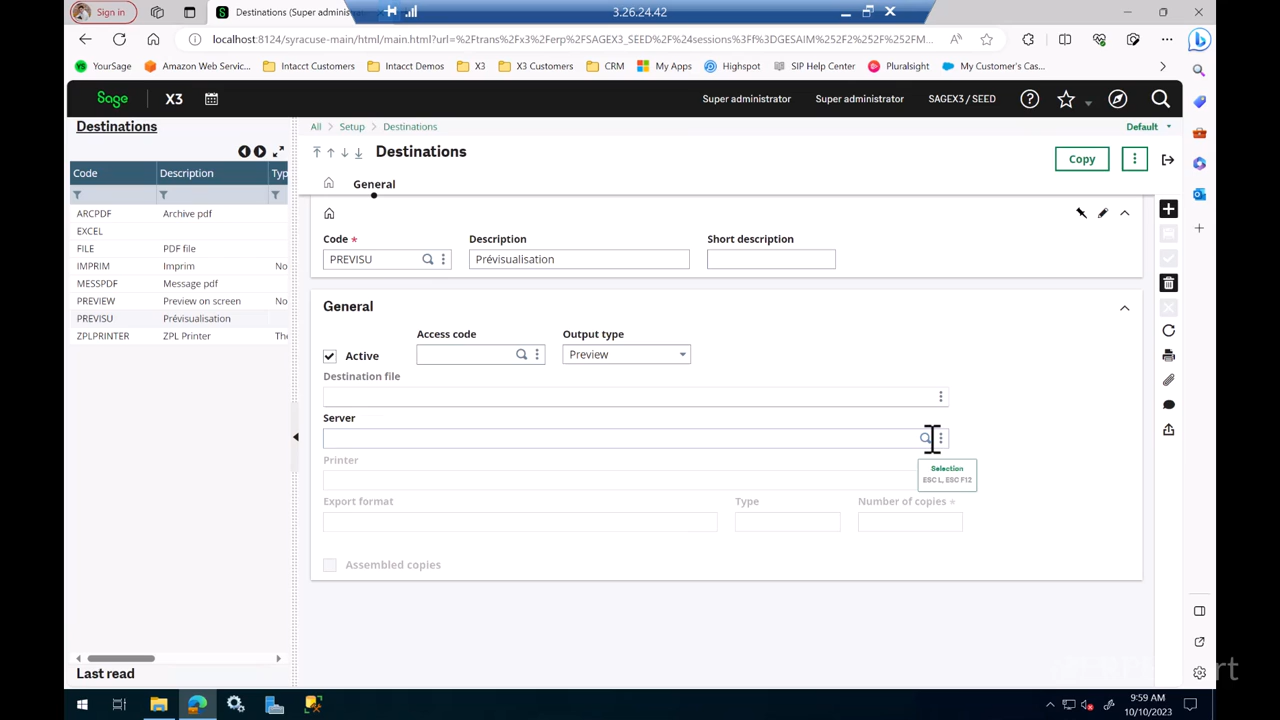 Sign in
Destinations (Super administra
3.26.24.42
localhost:8124/syracuse-main/html/main.html?url=%2Ftrans%2Fx3%2Ferp%2FSAGEX3_SEED%2F%24sessions%3Ff%3DGESAIM%252F2%252F%252FM...
YourSage
Amazon Web Servic...
Intacct Customers
Intacct Demos
X3
X3 Customers
CRM
My Apps
Highspot
SIP Help Center
Pluralsight
My Customer's Cas...
Sage
X3
Super administrator
Super administrator
SAGEX3 / SEED
Destinations
All
Setup
Destinations
Default
Destinations
Copy
General
Code
Description
Typ
ARCPDF
Archive pdf
EXCEL
FILE
PDF file
IMPRIM
Imprim
No
MESSPDF
Message pdf
PREVIEW
Preview on screen
No
PREVISU
Prévisualisation
ZPLPRINTER
ZPL Printer
The
Code *
Description
Short description
PREVISU
Prévisualisation
General
Active
Access code
Output type
Preview
Destination file
Server
Printer
Selection
ESC L, ESC F12
Export format
Type
Number of copies *
Assembled copies
Last read
9:59 AM
10/10/2023